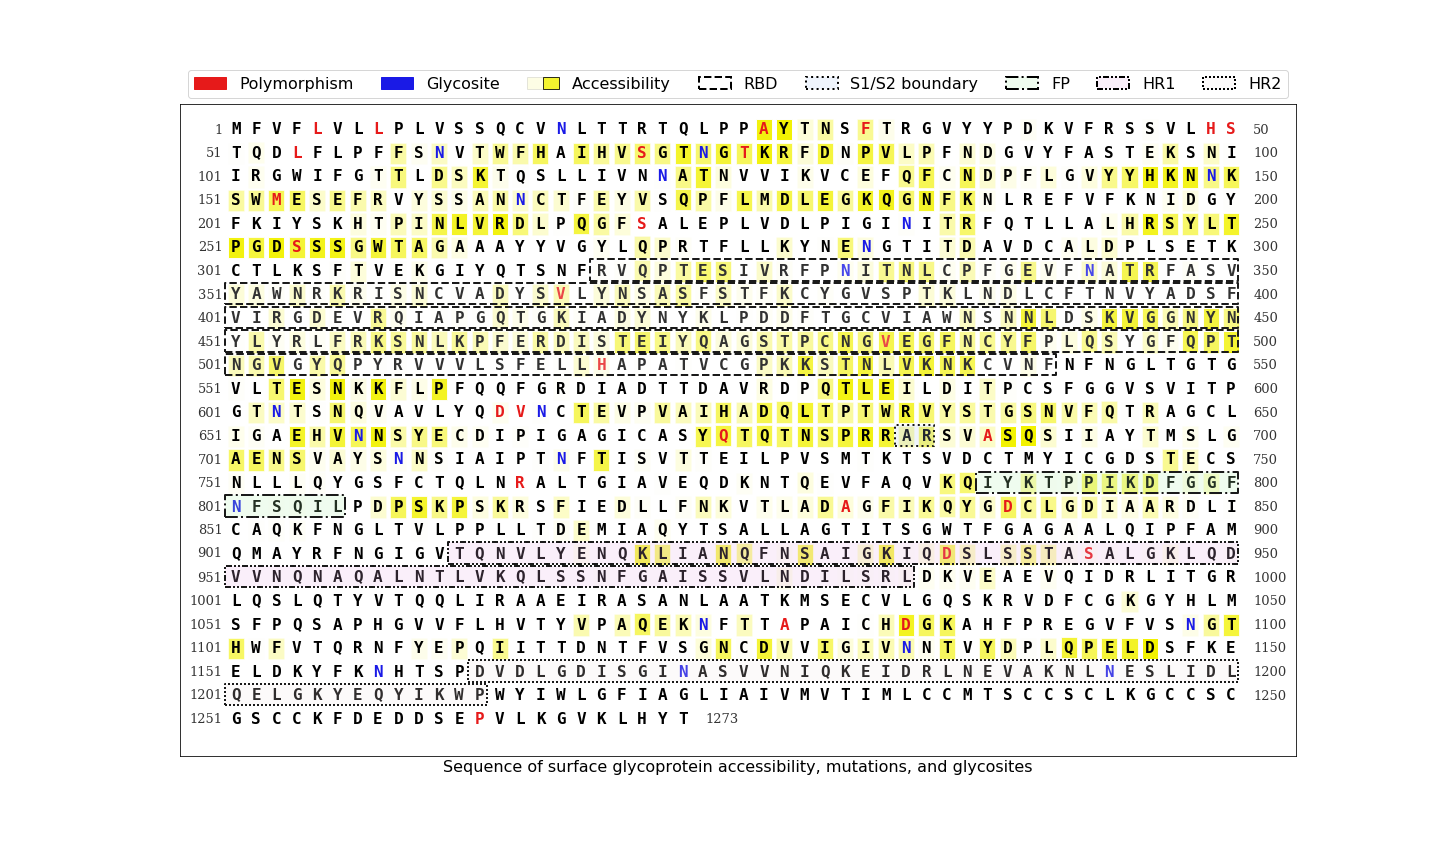 Polymorphism Glycosite Accessibility RBD S1/S2 boundary FP HR1 HR2
1 M F V F L V L L P L V S S Q C V N L T T R T Q L P P A Y T N S F T R G V Y Y P D K V F R S S V L H S 50
51 T Q D L F L P F F S N V T W F H A I H V S G T N G T K R F D N P V L P F N D G V Y F A S T E K S N I 100
101 I R G W I F G T T L D S K T Q S L L I V N N A T N V V I K V C E F Q F C N D P F L G V Y Y H K N N K 150
151 S W M E S E F R V Y S S A N N C T F E Y V S Q P F L M D L E G K Q G N F K N L R E F V F K N I D G Y 200
201 F K I Y S K H T P I N L V R D L P Q G F S A L E P L V D L P I G I N I T R F Q T L L A L H R S Y L T 250
251 P G D S S S G W T A G A A A Y Y V G Y L Q P R T F L L K Y N E N G T I T D A V D C A L D P L S E T K 300
301 C T L K S F T V E K G I Y Q T S N F R V Q P T E S I V R F P N I T N L C P F G E V F N A T R F A S V 350
351 Y A W N R K R I S N C V A D Y S V L Y N S A S F S T F K C Y G V S P T K L N D L C F T N V Y A D S F 400
401 V I R G D E V R Q I A P G Q T G K I A D Y N Y K L P D D F T G C V I A W N S N N L D S K V G G N Y N 450
451 Y L Y R L F R K S N L K P F E R D I S T E I Y Q A G S T P C N G V E G F N C Y F P L Q S Y G F Q P T 500
501 N G V G Y Q P Y R V V V L S F E L L H A P A T V C G P K K S T N L V K N K C V N F N F N G L T G T G 550
551 V L T E S N K K F L P F Q Q F G R D I A D T T D A V R D P Q T L E I L D I T P C S F G G V S V I T P 600
601 G T N T S N Q V A V L Y Q D V N C T E V P V A I H A D Q L T P T W R V Y S T G S N V F Q T R A G C L 650
651 I G A E H V N N S Y E C D I P I G A G I C A S Y Q T Q T N S P R R A R S V A S Q S I I A Y T M S L G 700
701 A E N S V A Y S N N S I A I P T N F T I S V T T E I L P V S M T K T S V D C T M Y I C G D S T E C S 750
751 N L L L Q Y G S F C T Q L N R A L T G I A V E Q D K N T Q E V F A Q V K Q I Y K T P P I K D F G G F 800
801 N F S Q I L P D P S K P S K R S F I E D L L F N K V T L A D A G F I K Q Y G D C L G D I A A R D L I 850
851 C A Q K F N G L T V L P P L L T D E M I A Q Y T S A L L A G T I T S G W T F G A G A A L Q I P F A M 900
901 Q M A Y R F N G I G V T Q N V L Y E N Q K L I A N Q F N S A I G K I Q D S L S S T A S A L G K L Q D 950
951 V V N Q N A Q A L N T L V K Q L S S N F G A I S S V L N D I L S R L D K V E A E V Q I D R L I T G R 1000
1001 L Q S L Q T Y V T Q Q L I R A A E I R A S A N L A A T K M S E C V L G Q S K R V D F C G K G Y H L M 1050
1051 S F P Q S A P H G V V F L H V T Y V P A Q E K N F T T A P A I C H D G K A H F P R E G V F V S N G T 1100
1101 H W F V T Q R N F Y E P Q I I T T D N T F V S G N C D V V I G I V N N T V Y D P L Q P E L D S F K E 1150
1151 E L D K Y F K N H T S P D V D L G D I S G I N A S V V N I Q K E I D R L N E V A K N L N E S L I D L 1200
1201 Q E L G K Y E Q Y I K W P W Y I W L G F I A G L I A I V M V T I M L C C M T S C C S C L K G C C S C 1250
1251 G S C C K F D E D D S E P V L K G V K L H Y T 1273
Sequence of surface glycoprotein accessibility, mutations, and glycosites